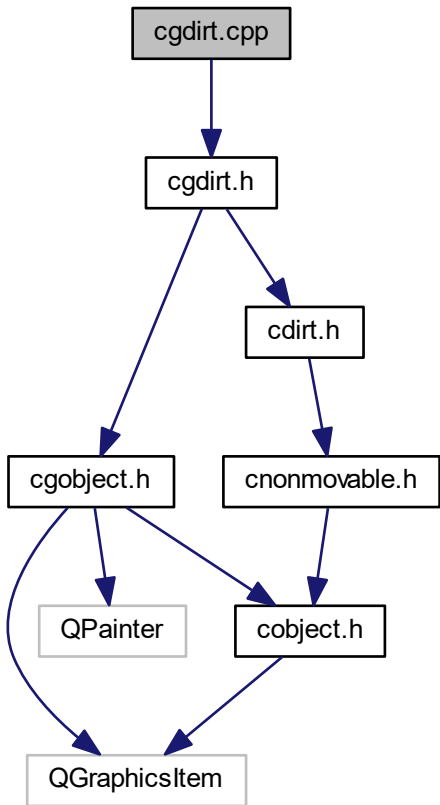 cgdirt.cpp
cgdirt.h
cdirt.h
cgobject.h
cnonmovable.h
QPainter
cobject.h
QGraphicsItem